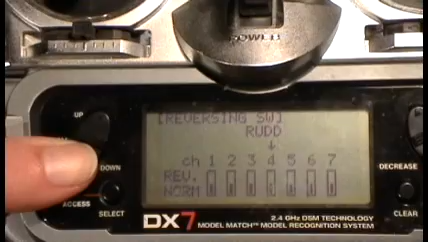 POWER
[REVERSING SW]
RUDD
UP
ch 1 2 3 4 5 6 7
DOWN
REV.
NORM
DECREASE
ACCESS
SELECT
CLEAR
DX7
2.4 GHz DSM TECHNOLOGY
MODEL MATCH™ MODEL RECOGNITION SYSTEM